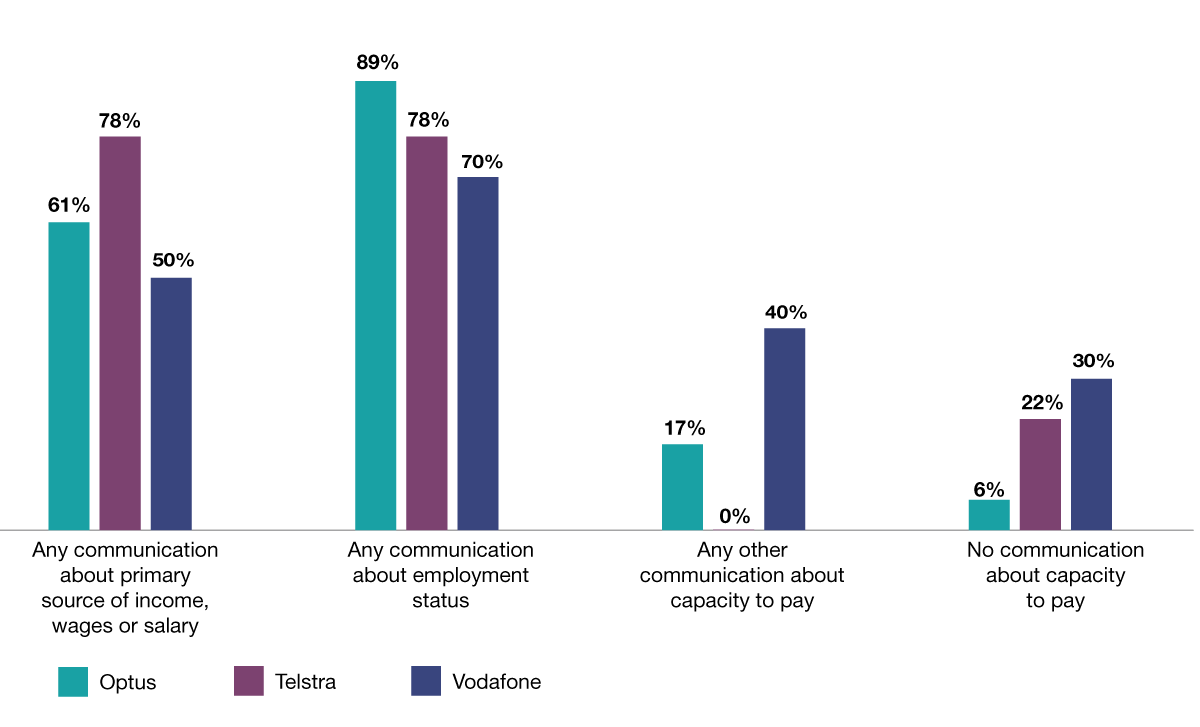 89%
78%
78%
70%
61%
50%
40%
30%
17%
22%
0%
6%
Any communication
about primary
source of income,
wages or salary
Any communication
about employment
status
Any other
communication about
capacity to pay
No communication
about capacity
to pay
Optus
Telstra
Vodafone